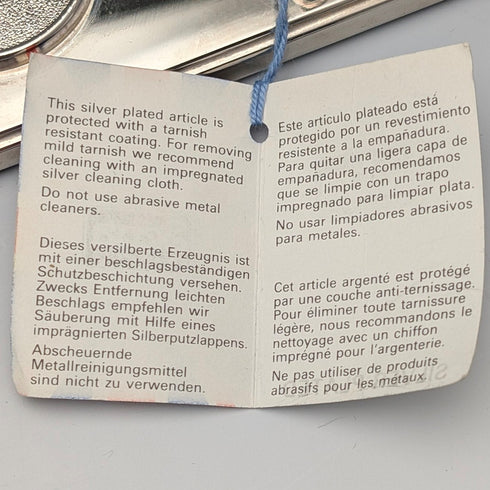 This silver plated article is
protected with a tarnish
resistant coating. For removing
mild tarnish we recommend
cleaning with an impregnated
silver cleaning cloth.
Do not use abrasive metal
cleaners.
Dieses versilberte Erzeugnis ist
mit einer beschlagsbeständigen
Schutzbeschichtung versehen.
Zwecks Entfernung leichten
Beschlags empfehlen wir
Säuberung mit Hilfe eines
imprägnierten Silberputzlappens.
Abscheuernde
Metallreinigungsmittel
sind nicht zu verwenden.
Este articulo plateado está
protegido por un revestimiento
resistente a la empañadura.
Para quitar una ligera capa de
empañadura, recomendamos
que se limpie con un trapo
impregnado para limpiar plata.
No usar limpiadores abrasivos
para metales.
Cet article argenté est protégé
par une couche anti-ternissage.
Pour éliminer toute tarnissure
légère, nous recommandons le
nettoyage avec un chiffon
imprégné pour l'argenterie.
Ne pas utiliser de produits
abrasifs pour les métaux.